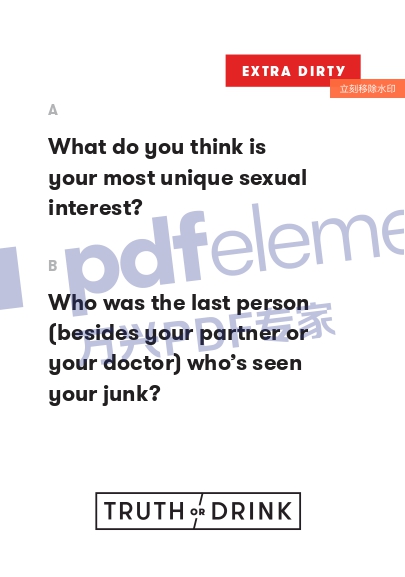 EXTRA DIRTY
立刻移除水印
A
What do you think is
your most unique sexual
interest?
pdfeleme
B
Who was the last person
(besides your partner or
万兴PDF专家
your doctor) who's seen
your junk?
TRUTH OR DRINK